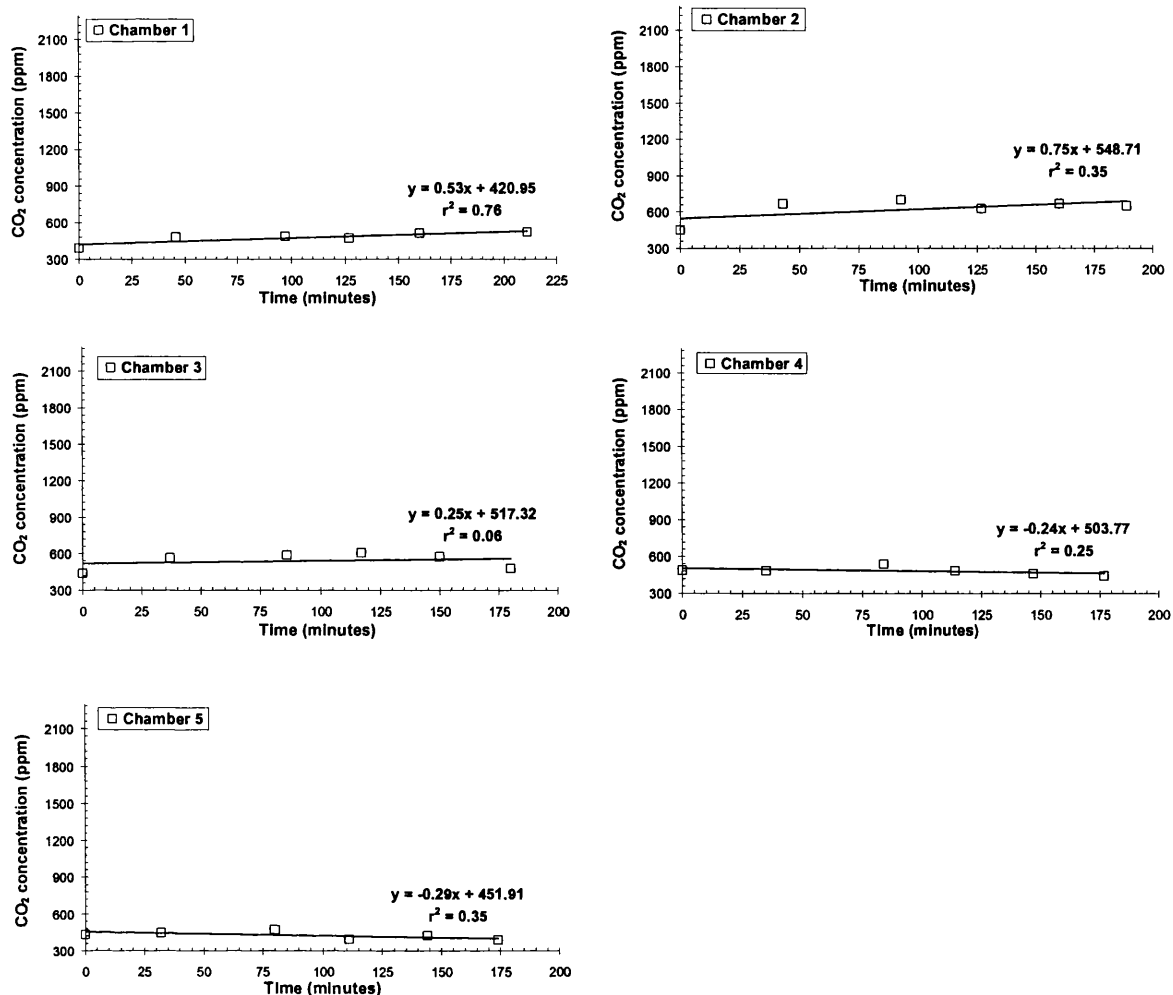 Chamber 1
CO₂ concentration (ppm)
2100
1800
1500
1200
900
600
300
y = 0.53x + 420.95
r² = 0.76
0 25 50 75 100 125 150 175 200 225
Time (minutes)
Chamber 2
CO₂ concentration (ppm)
2100
1800
1500
1200
900
600
300
y = 0.75x + 548.71
r² = 0.35
0 25 50 75 100 125 150 175 200
Time (minutes)
Chamber 3
CO₂ concentration (ppm)
2100
1800
1500
1200
900
600
300
y = 0.25x + 517.32
r² = 0.06
0 25 50 75 100 125 150 175 200
Time (minutes)
Chamber 4
CO₂ concentration (ppm)
2100
1800
1500
1200
900
600
300
y = -0.24x + 503.77
r² = 0.25
0 25 50 75 100 125 150 175 200
Time (minutes)
Chamber 5
CO₂ concentration (ppm)
2100
1800
1500
1200
900
600
300
y = -0.29x + 451.91
r² = 0.35
0 25 50 75 100 125 150 175 200
Time (minutes)